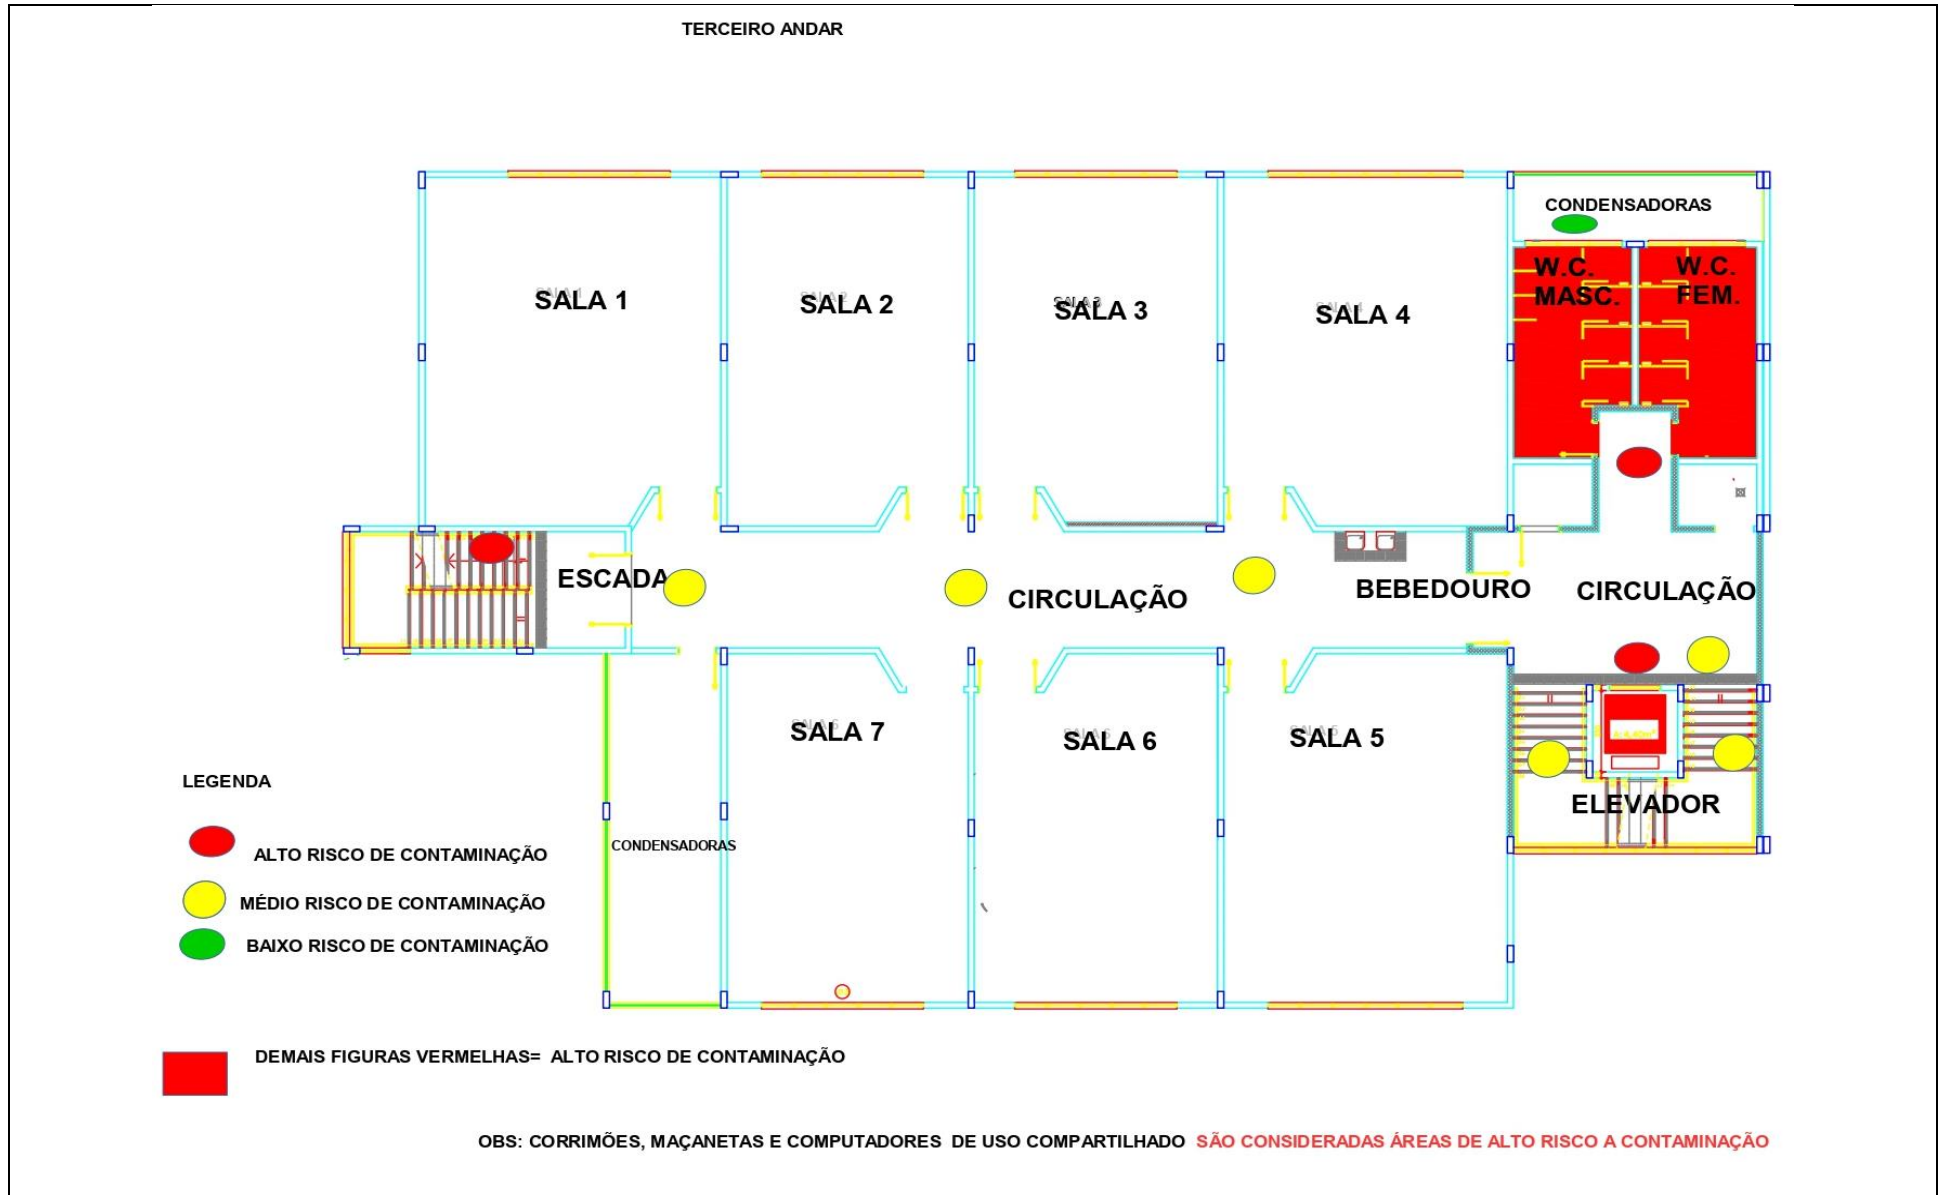 TERCEIRO ANDAR
CONDENSADORAS
W.C.
MASC.
W.C.
FEM.
SALA 1
SALA 2
SALA 3
SALA 4
ESCADA
CIRCULAÇÃO
BEBEDOURO
CIRCULAÇÃO
SALA 7
SALA 6
SALA 5
ELEVADOR
CONDENSADORAS
LEGENDA
ALTO RISCO DE CONTAMINAÇÃO
MÉDIO RISCO DE CONTAMINAÇÃO
BAIXO RISCO DE CONTAMINAÇÃO
DEMAIS FIGURAS VERMELHAS= ALTO RISCO DE CONTAMINAÇÃO
OBS: CORRIMÕES, MAÇANETAS E COMPUTADORES DE USO COMPARTILHADO SÃO CONSIDERADAS ÁREAS DE ALTO RISCO A CONTAMINAÇÃO